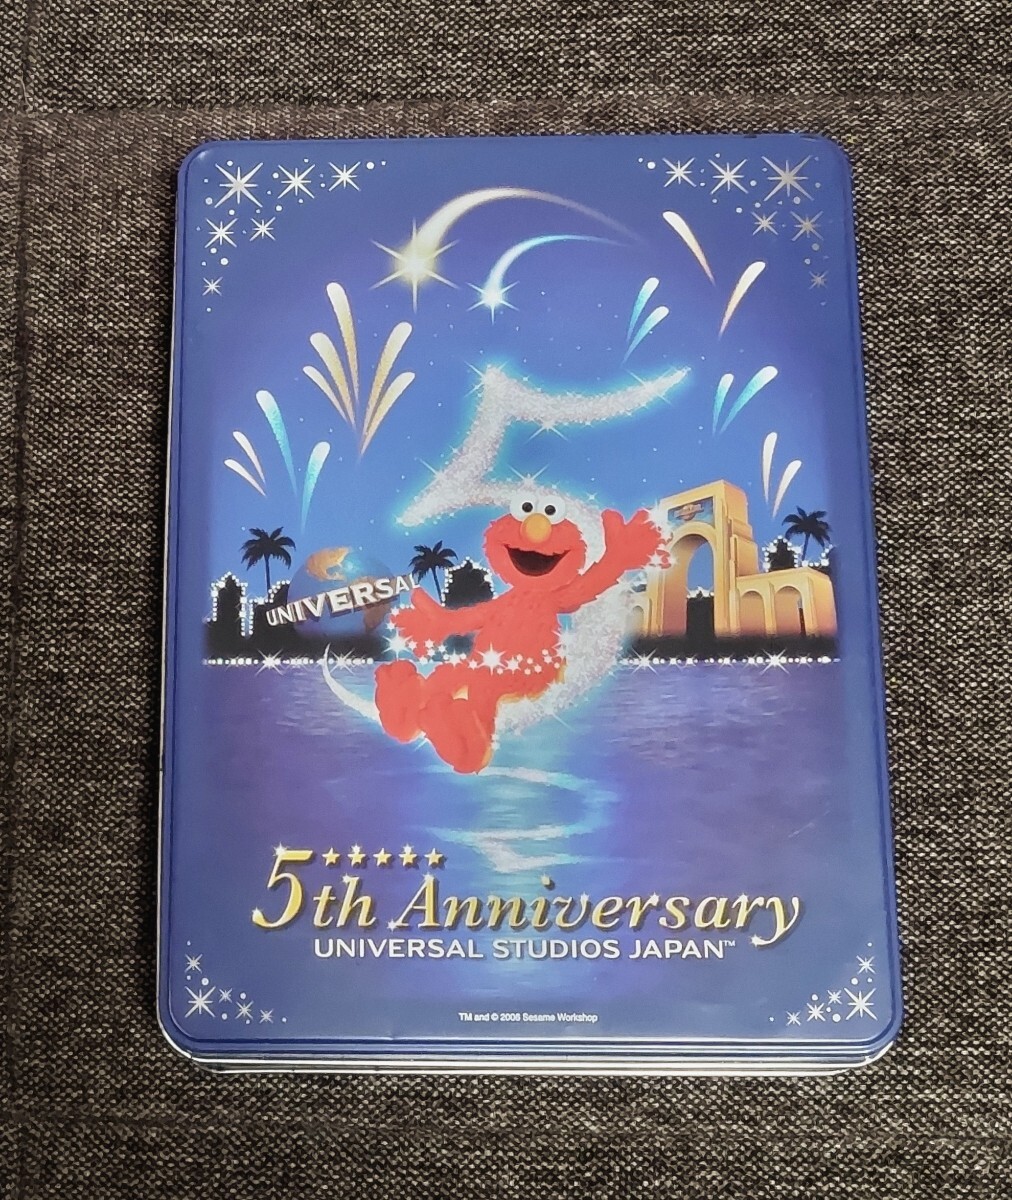 UNIVERSAL
5th Anniversary
UNIVERSAL STUDIOS JAPAN™
TM and © 2006 Sesame Workshop